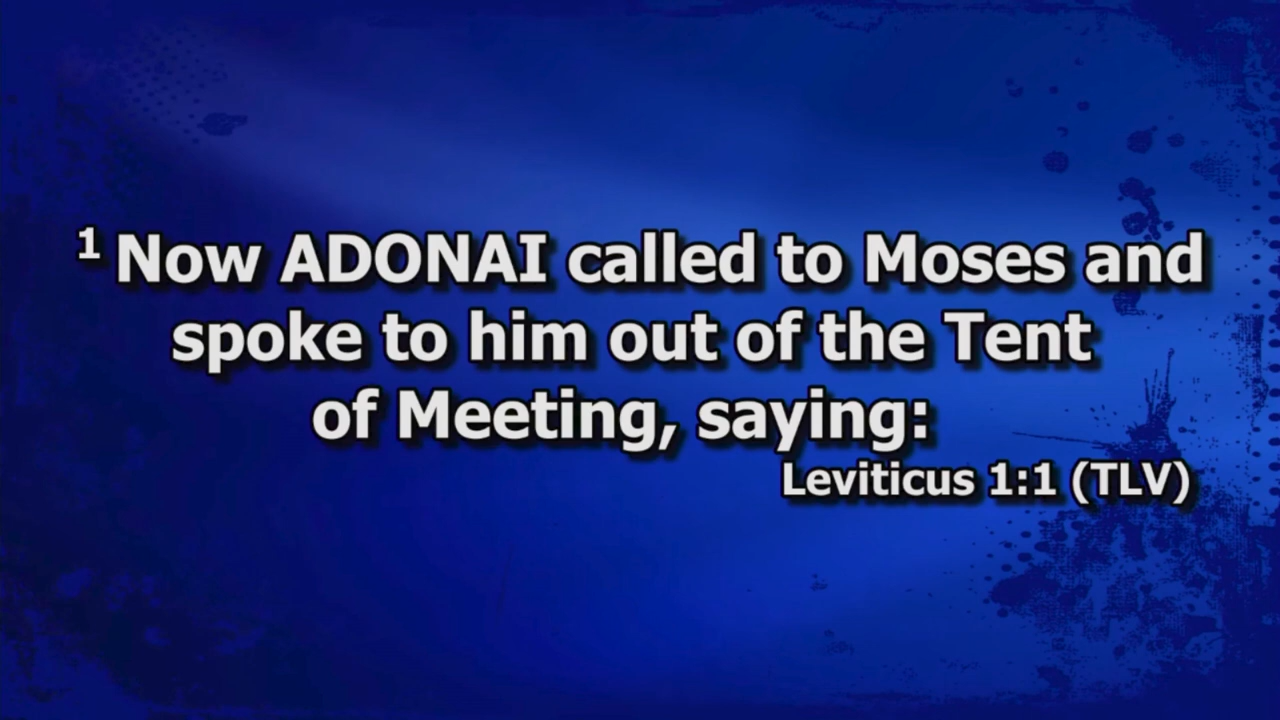 ¹ Now ADONAI called to Moses and
spoke to him out of the Tent
of Meeting, saying:
Leviticus 1:1 (TLV)